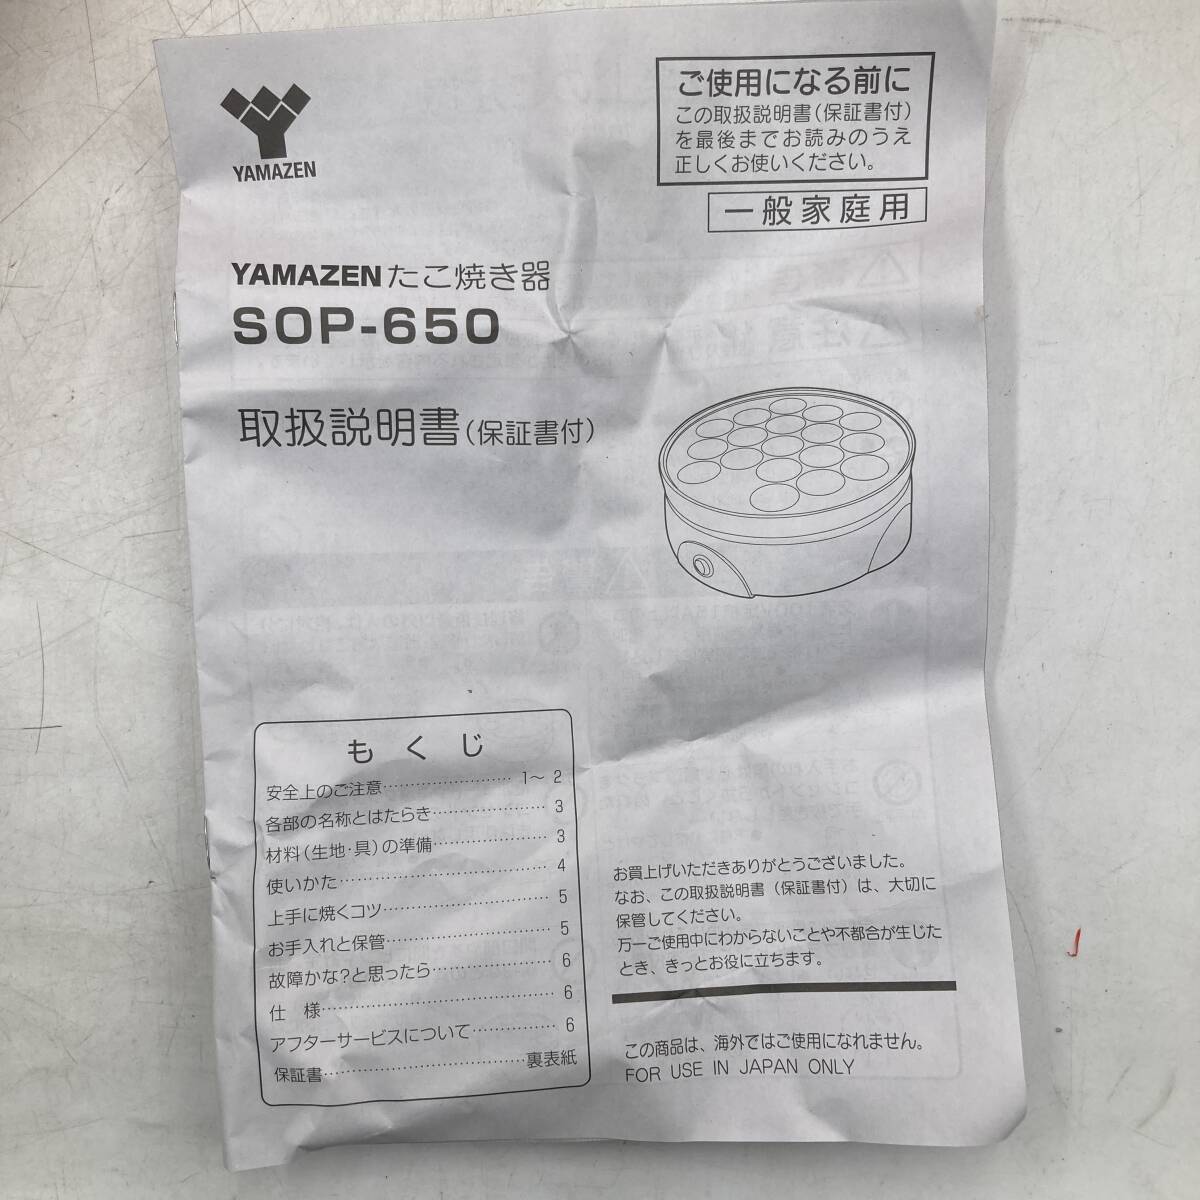 YAMAZEN
ご使用になる前に
この取扱説明書(保証書付)
を最後までお読みのうえ
正しくお使いください。
一般家庭用
YAMAZENたこ焼き器
SOP-650
取扱説明書(保証書付)
もくじ
安全上のご注意…………………… 1〜2
各部の名称とはたらき………………… 3
材料(生地・具)の準備………………… 3
使いかた……………………………… 4
上手に焼くコツ………………………… 5
お手入れと保管………………………… 5
故障かな?と思ったら………………… 6
仕 様…………………………………… 6
アフターサービスについて…………… 6
保証書………………………………裏表紙
お買上げいただきありがとうございました。
なお、この取扱説明書(保証書付)は、大切に
保管してください。
万一ご使用中にわからないことや不都合が生じた
とき、きっとお役に立ちます。
この商品は、海外ではご使用になれません。
FOR USE IN JAPAN ONLY